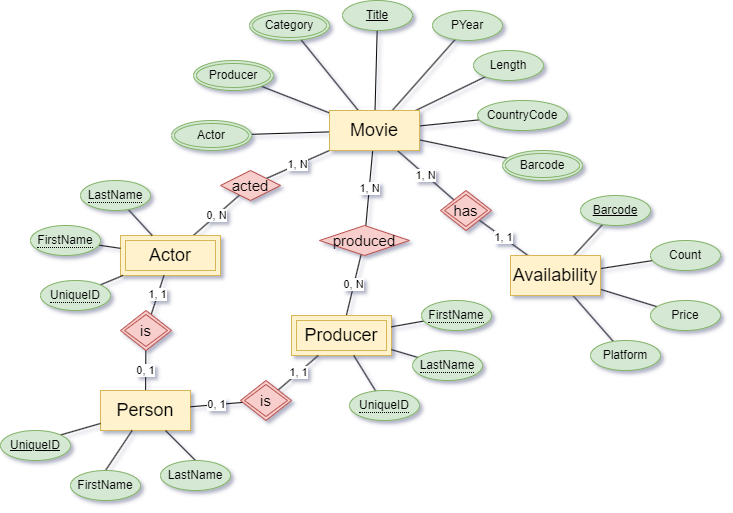 Title
Category
PYear
Length
Producer
CountryCode
Movie
Actor
Barcode
1, N
1, N
1, N
acted
LastName
has
Barcode
0, N
FirstName
produced
1, 1
Actor
Count
Availability
UniqueID
1, 1
0, N
FirstName
Price
is
Producer
Platform
LastName
0, 1
1, 1
is
UniqueID
0, 1
Person
UniqueID
LastName
FirstName